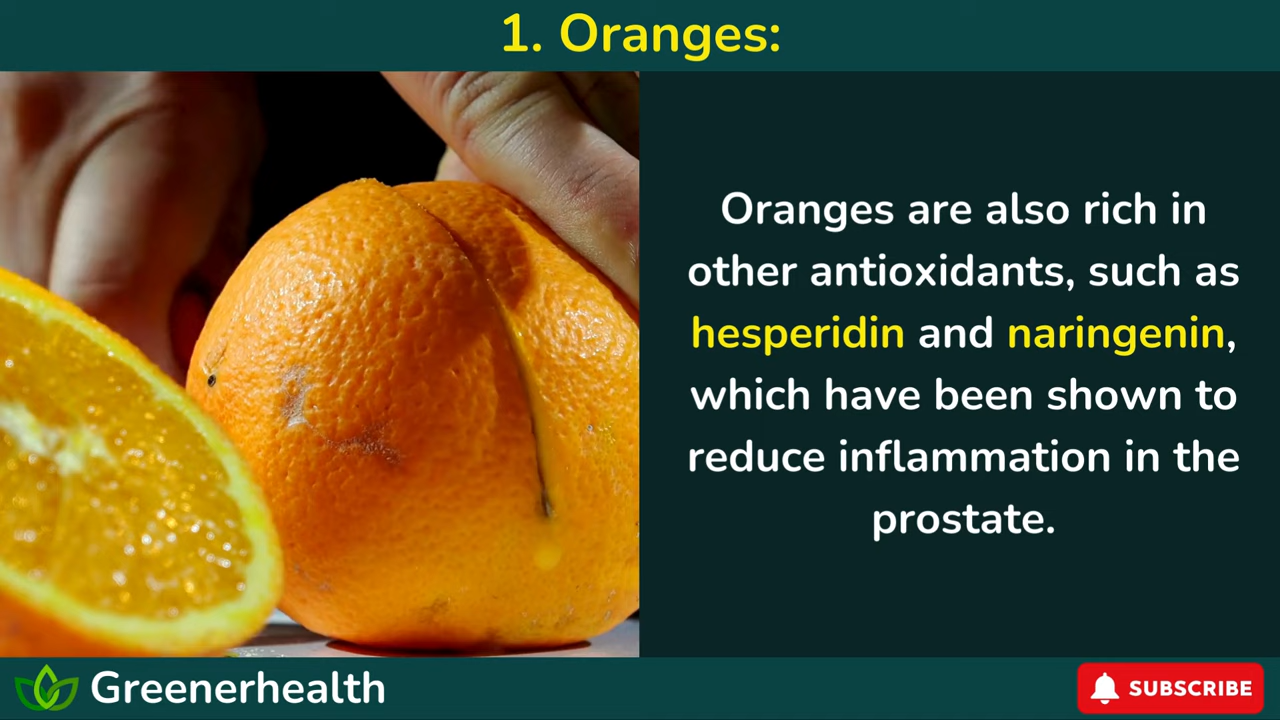 1. Oranges:
Oranges are also rich in
other antioxidants, such as
hesperidin and naringenin,
which have been shown to
reduce inflammation in the
prostate.
Greenerhealth
SUBSCRIBE